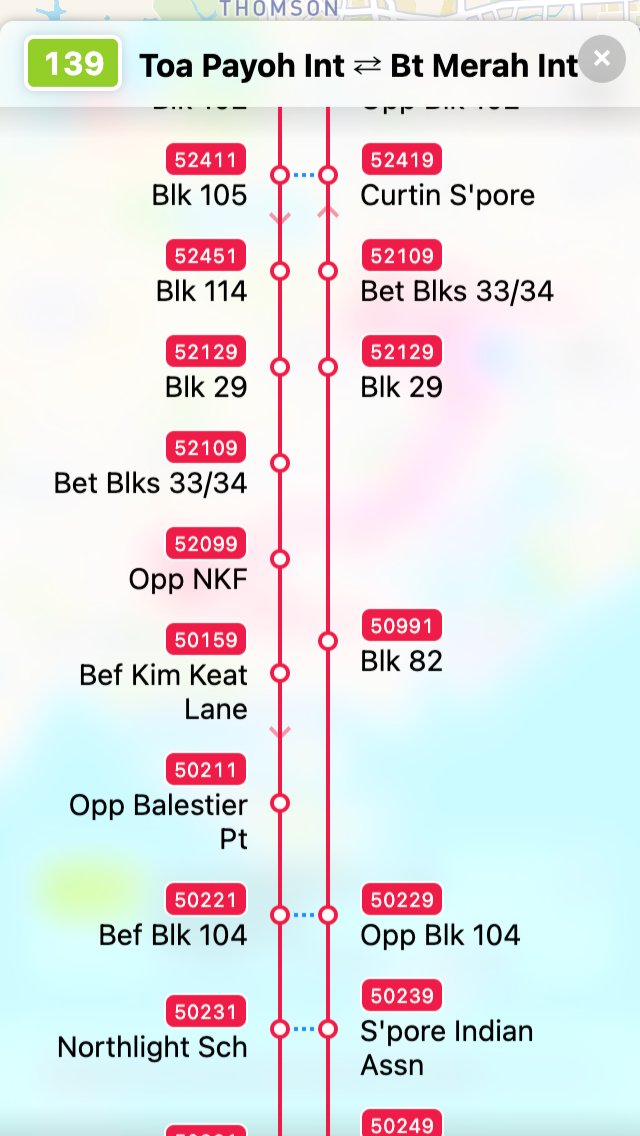 THOMSON
139 Toa Payoh Int ⇄ Bt Merah Int
52411
Blk 105
52419
Curtin S'pore
52451
Blk 114
52109
Bet Blks 33/34
52129
Blk 29
52129
Blk 29
52109
Bet Blks 33/34
52099
Opp NKF
50159
Bef Kim Keat
Lane
50991
Blk 82
50211
Opp Balestier
Pt
50221
Bef Blk 104
50229
Opp Blk 104
50231
Northlight Sch
50239
S'pore Indian
Assn
50249